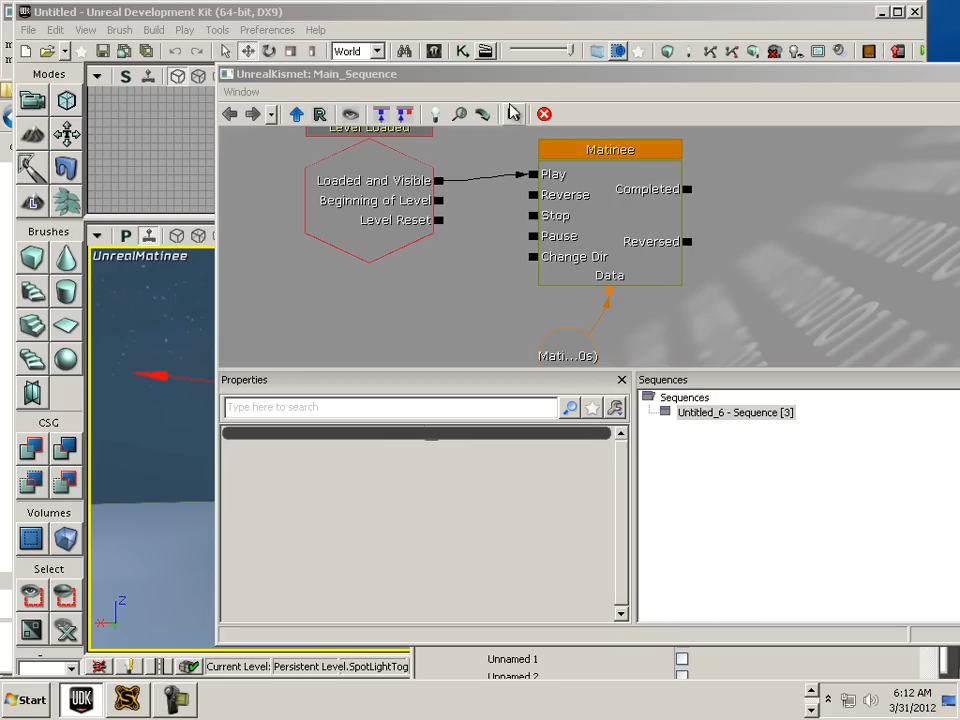 Untitled - Unreal Development Kit (64-bit, DX9)
File Edit View Brush Build Play Tools Preferences Help
World
Modes
UnrealKismet: Main_Sequence
Window
Level Loaded
Loaded and Visible
Beginning of Level
Level Reset
Matinee
Play
Reverse
Stop
Pause
Change Dir
Completed
Reversed
Data
Mati...0s)
Brushes
UnrealMatinee
Properties
Type here to search
Sequences
Sequences
Untitled_6 - Sequence [3]
CSG
Volumes
Select
Z
X
Current Level: Persistent Level.SpotLightTog
Unnamed 1
Unnamed 2
Start
UDK
6:12 AM
3/31/2012